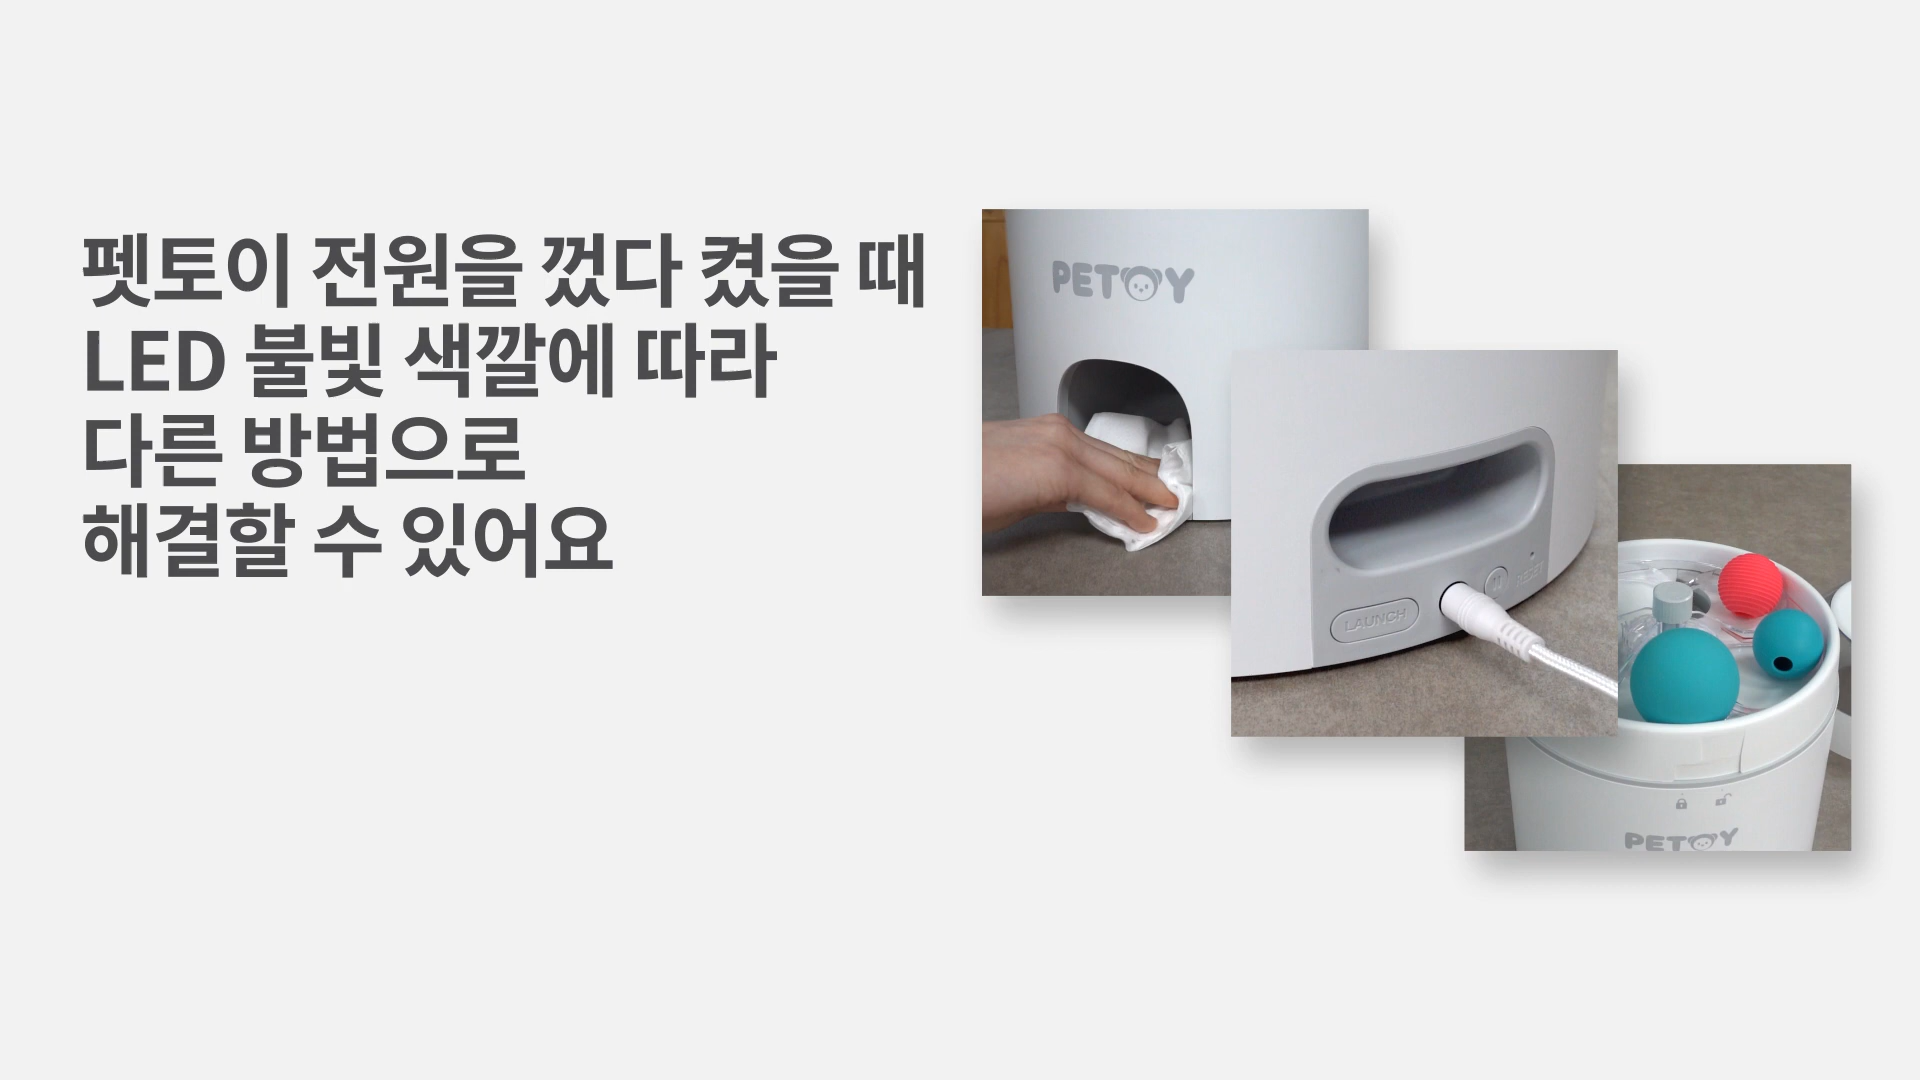 펫토이 전원을 껐다 켰을 때
LED 불빛 색깔에 따라
다른 방법으로
해결할 수 있어요
PETOY
LAUNCH
PETOY